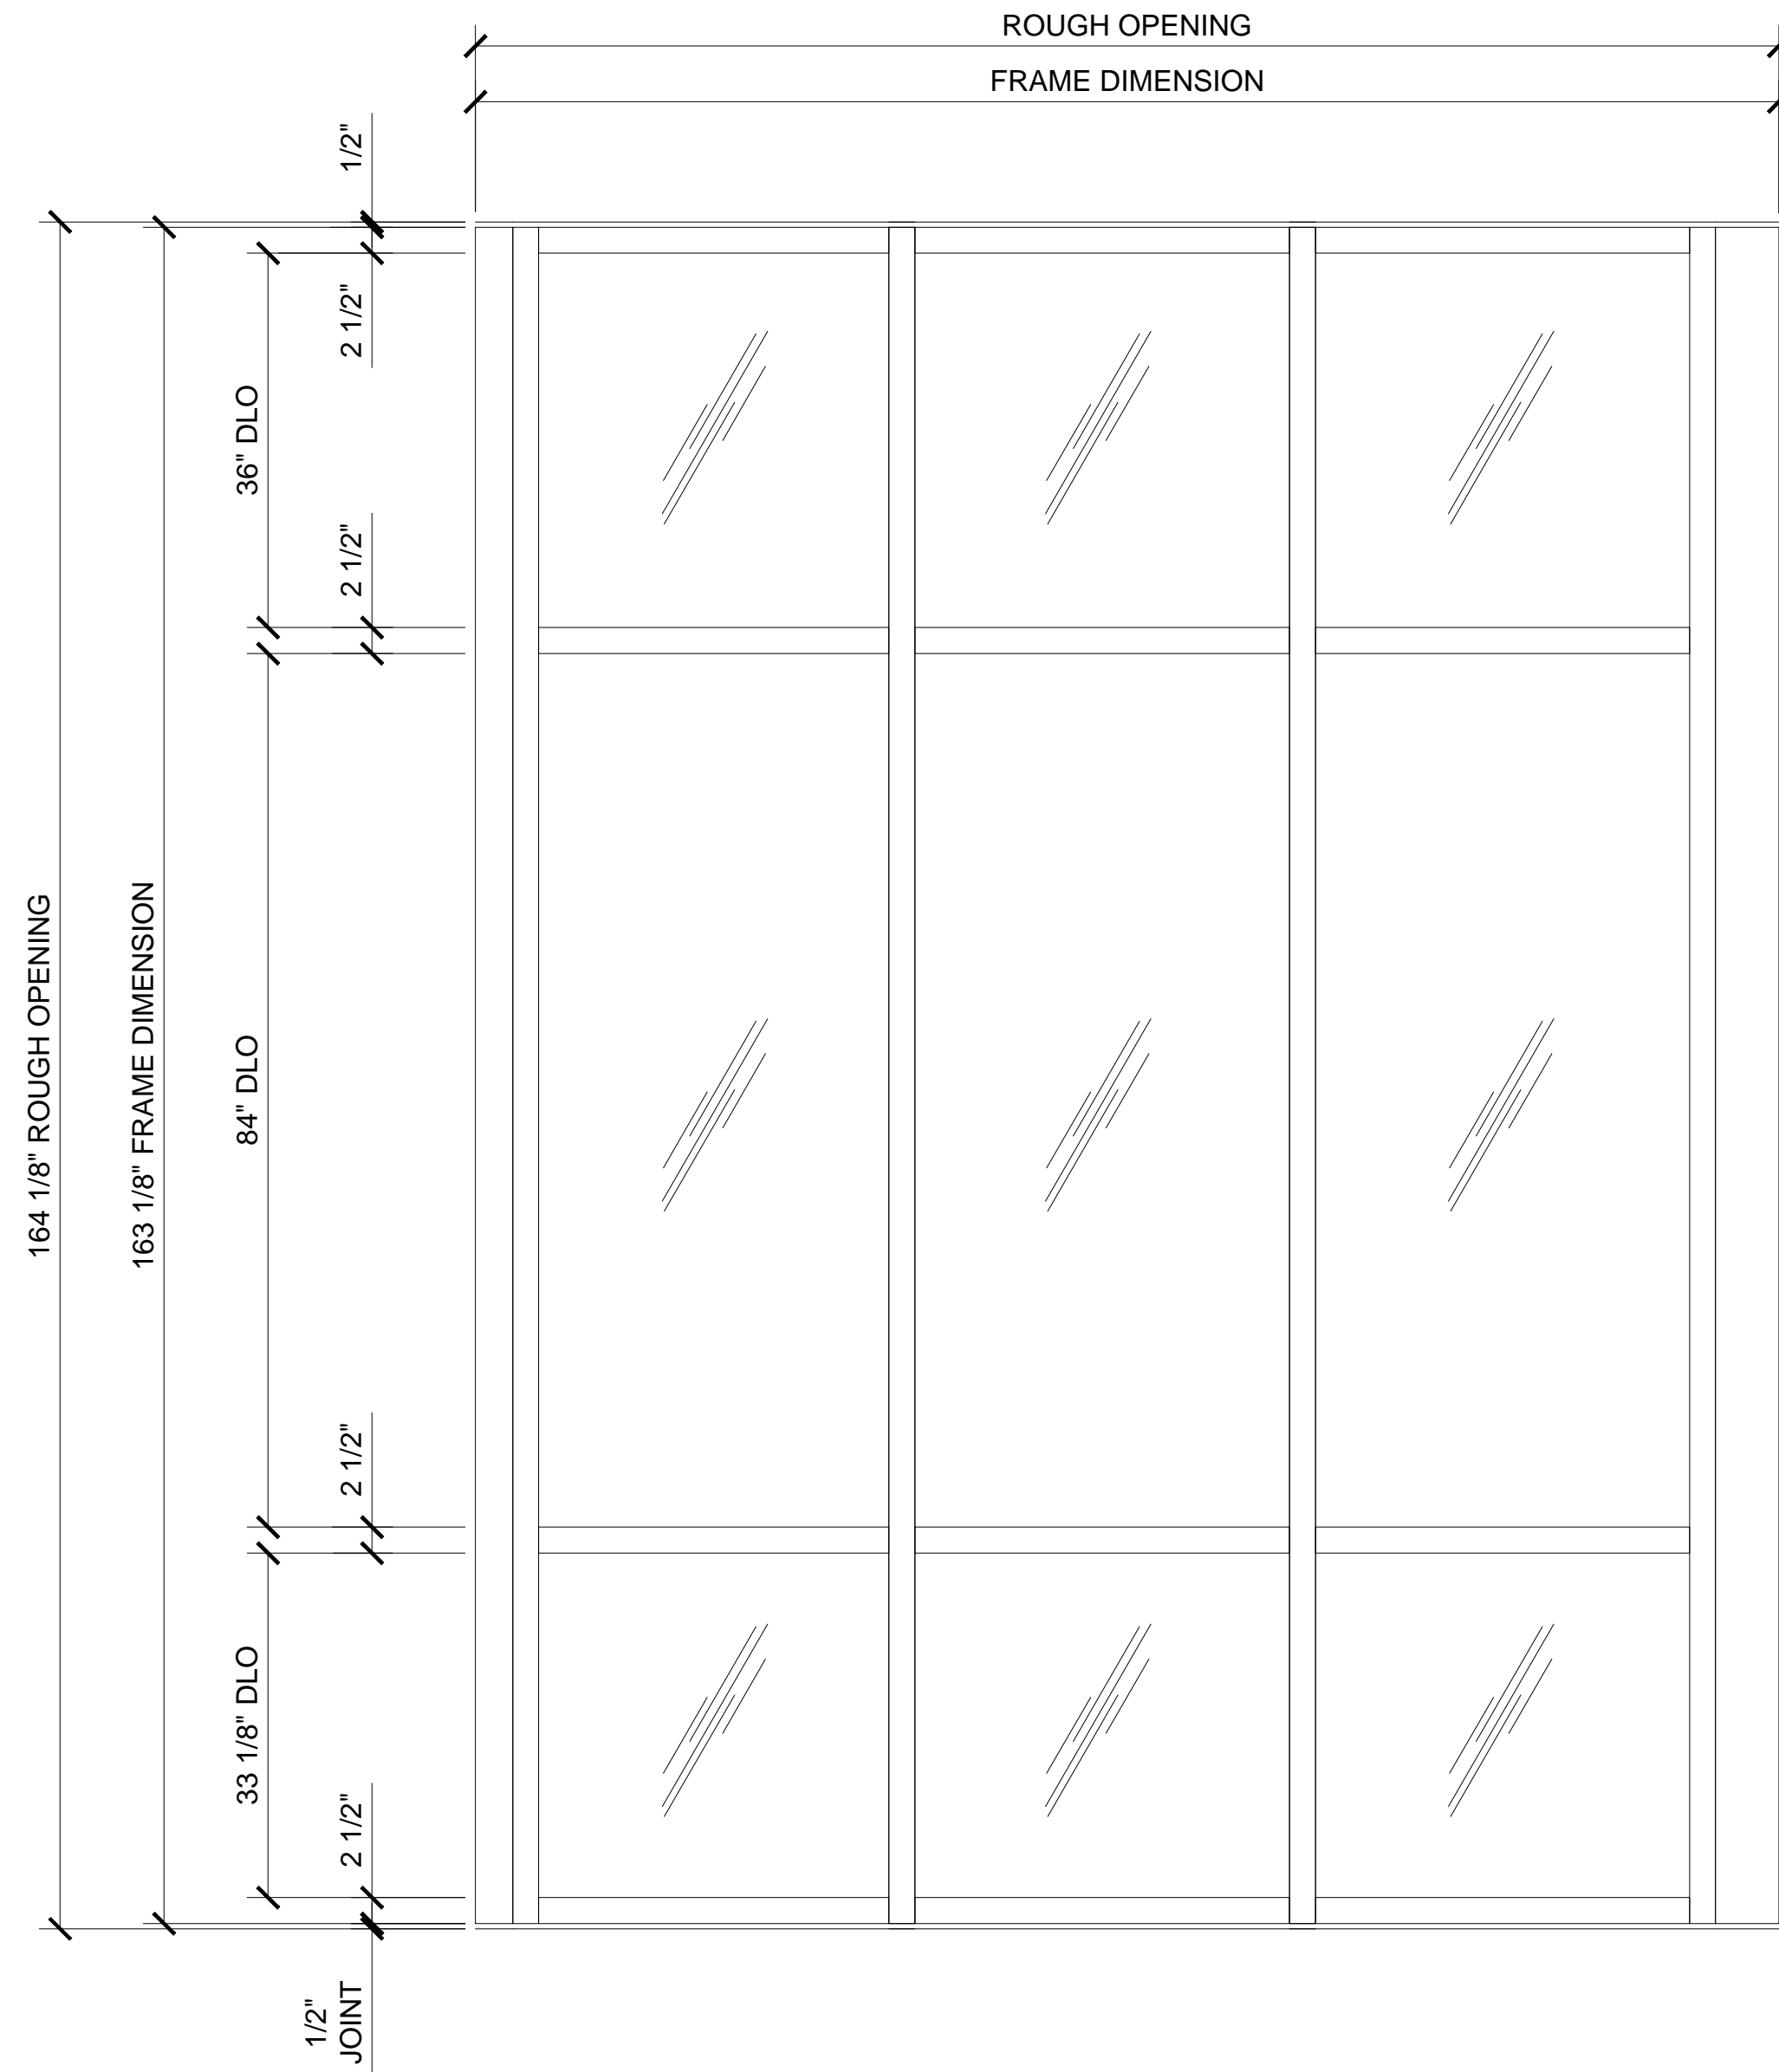 ROUGH OPENING
FRAME DIMENSION
1/2"
2 1/2"
36" DLO
2 1/2"
164 1/8" ROUGH OPENING
163 1/8" FRAME DIMENSION
84" DLO
2 1/2"
33 1/8" DLO
2 1/2"
1/2"
JOINT